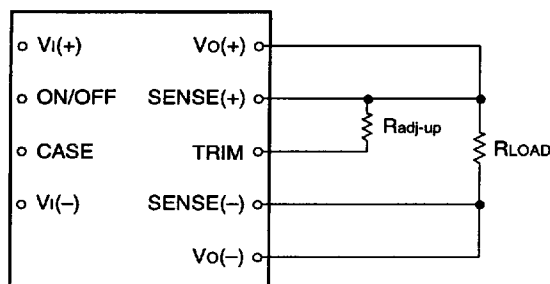 VI(+)
VO(+)
ON/OFF
SENSE(+)
Radj-up
CASE
TRIM
RLOAD
VI(–)
SENSE(–)
VO(–)